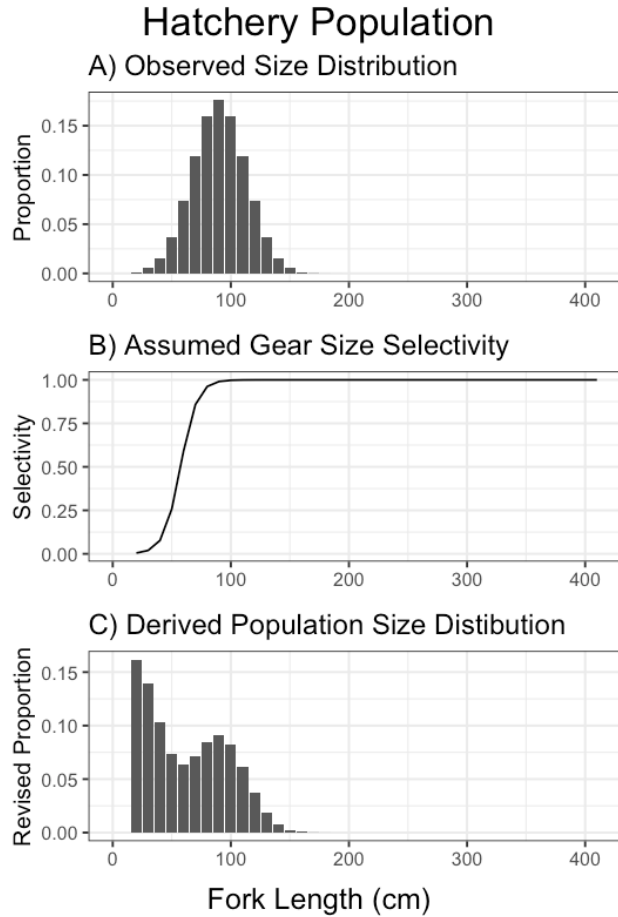 Hatchery Population
A) Observed Size Distribution
Proportion
0.15
0.10
0.05
0.00
0 100 200 300 400
B) Assumed Gear Size Selectivity
Selectivity
1.00
0.75
0.50
0.25
0.00
0 100 200 300 400
C) Derived Population Size Distibution
Revised Proportion
0.15
0.10
0.05
0.00
0 100 200 300 400
Fork Length (cm)